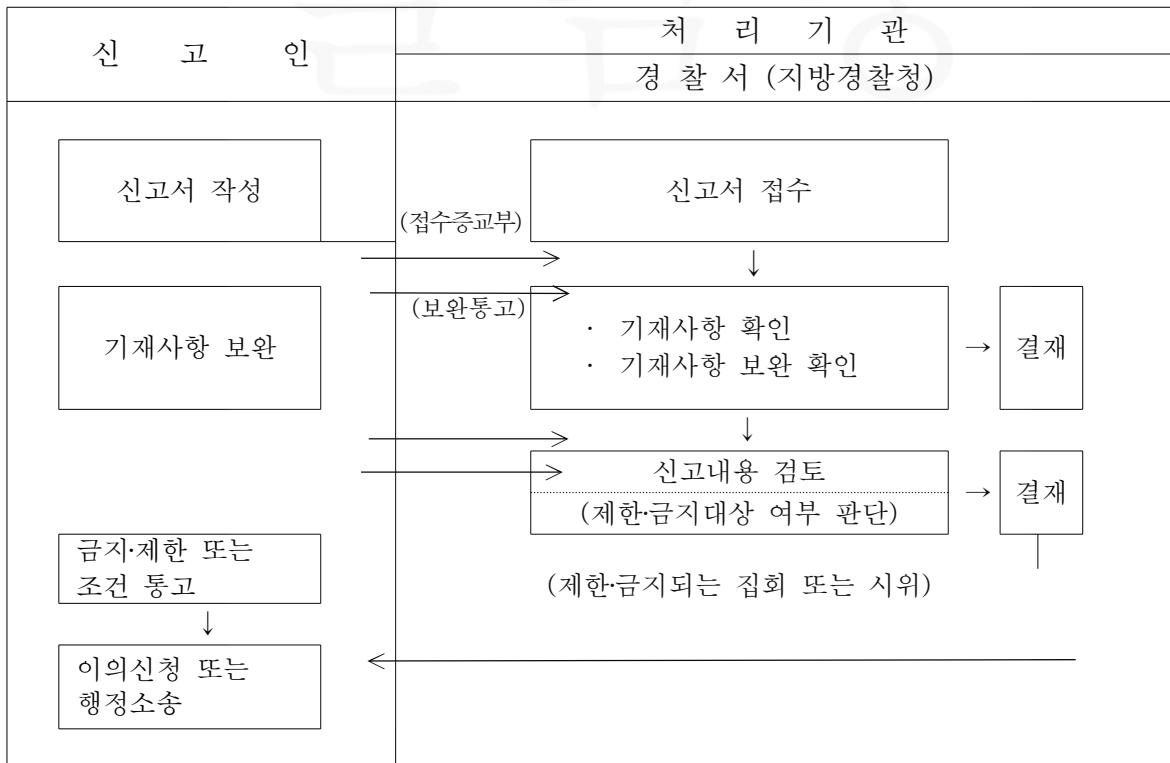 신 고 인
처 리 기 관
경 찰 서 (지방경찰청)
신고서 작성
(접수증교부)
신고서 접수
↓
기재사항 보완
(보완통고)
· 기재사항 확인
· 기재사항 보완 확인
→
결재
↓
신고내용 검토
(제한·금지대상 여부 판단)
→
결재
금지·제한 또는
조건 통고
(제한·금지되는 집회 또는 시위)
↓
이의신청 또는
행정소송